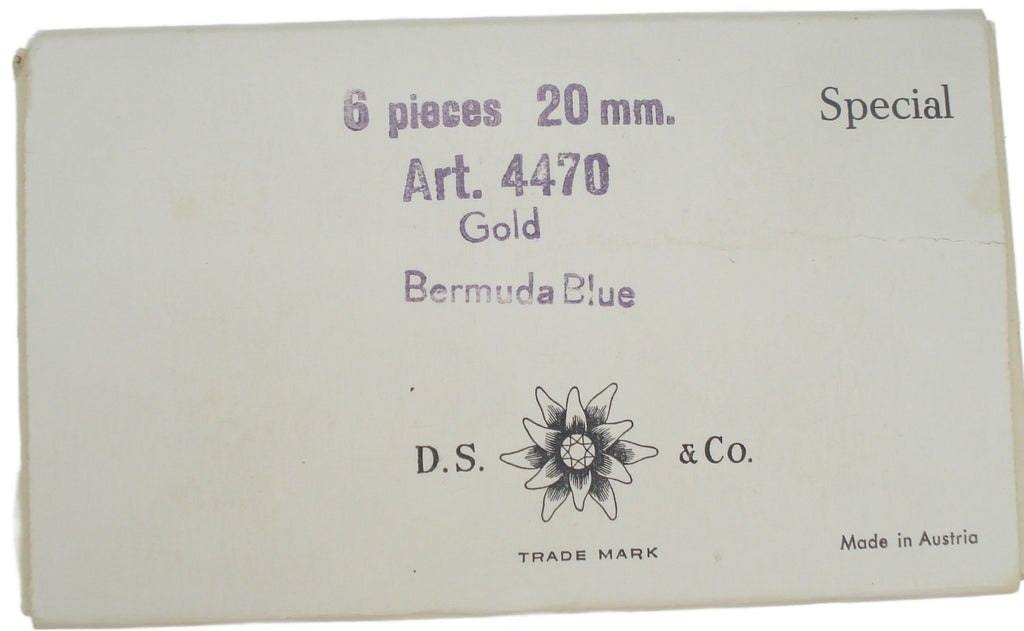 6 pieces 20 mm.
Special
Art. 4470
Gold
Bermuda Blue
D.S. & Co.
TRADE MARK
Made in Austria